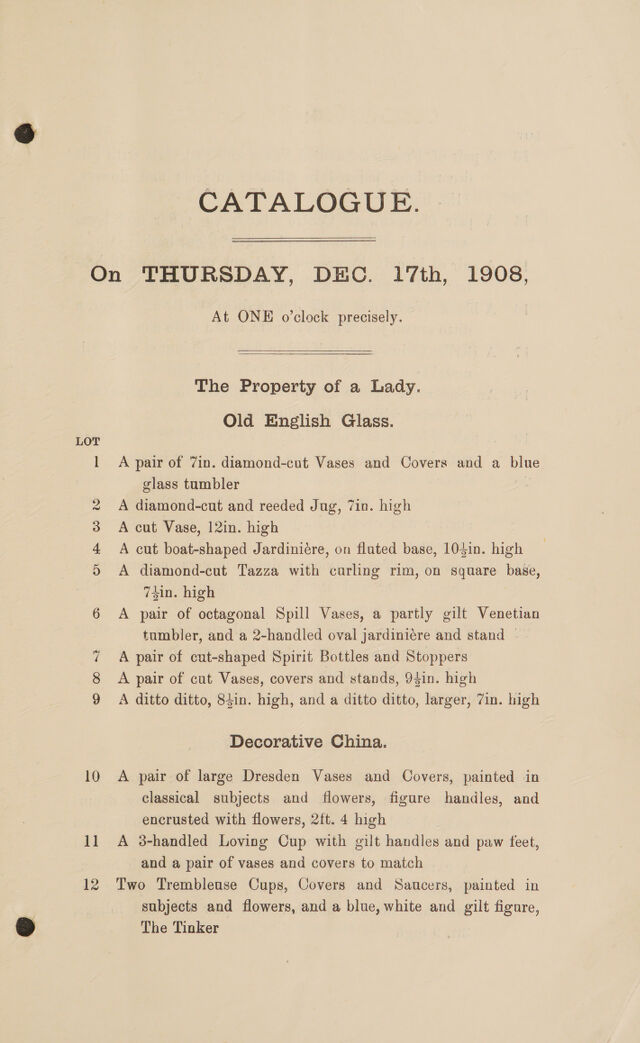 CATALOGUE.
On THURSDAY, DEC. 17th, 1908,
At ONE o'clock precisely.
The Property of a Lady.
Old English Glass.
LOT
1 A pair of 7in. diamond-cut Vases and Covers and a blue
glass tumbler
2 A diamond-cut and reeded Jug, 7in. high
3 A cut Vase, 12in. high
4 A cut boat-shaped Jardinière, on fluted base, 10½in. high
5 A diamond-cut Tazza with curling rim, on square base,
7½in. high
6 A pair of octagonal Spill Vases, a partly gilt Venetian
tumbler, and a 2-handled oval jardinière and stand
7 A pair of cut-shaped Spirit Bottles and Stoppers
8 A pair of cut Vases, covers and stands, 9½in. high
9 A ditto ditto, 8½in. high, and a ditto ditto, larger, 7in. high
Decorative China.
10 A pair of large Dresden Vases and Covers, painted in
classical subjects and flowers, figure handles, and
encrusted with flowers, 2ft. 4 high
11 A 3-handled Loving Cup with gilt handles and paw feet,
and a pair of vases and covers to match
12 Two Trembleuse Cups, Covers and Saucers, painted in
subjects and flowers, and a blue, white and gilt figure,
The Tinker